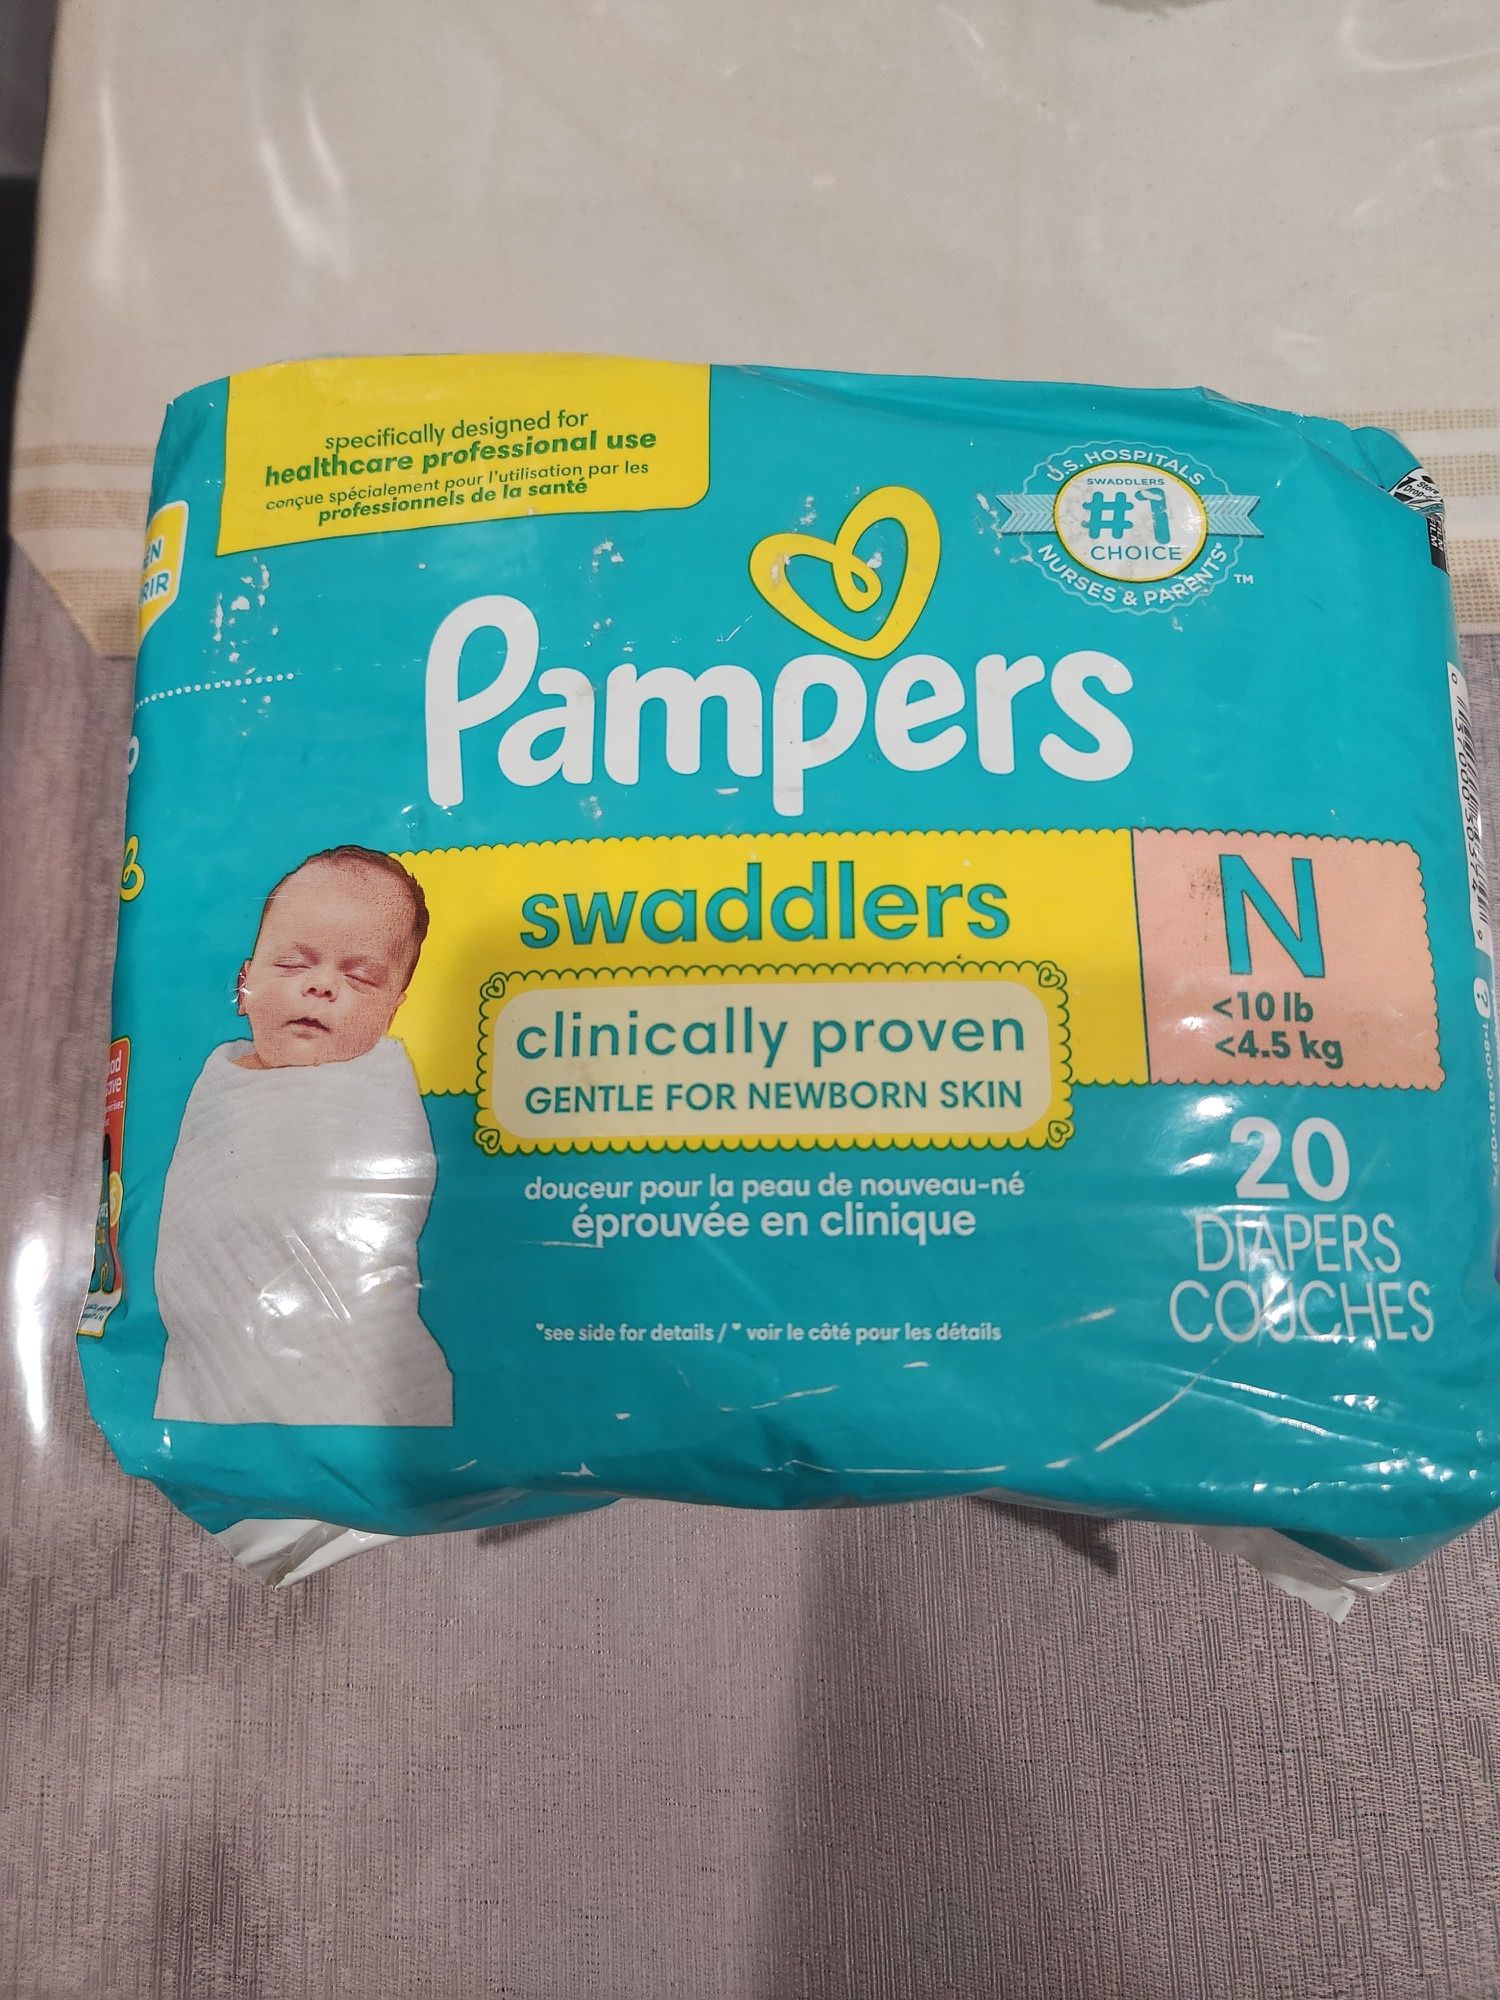 specifically designed for
healthcare professional use
conçue spécialement pour l'utilisation par les
professionnels de la santé
U.S. HOSPITALS
SWADDLERS
#1
CHOICE
NURSES & PARENTS*
TM
EN
RIR
Pampers
swaddlers
clinically proven
GENTLE FOR NEWBORN SKIN
N
<10 lb
<4.5 kg
20
DIAPERS
COUCHES
douceur pour la peau de nouveau-né
éprouvée en clinique
see side for details / voir le côté pour les détails